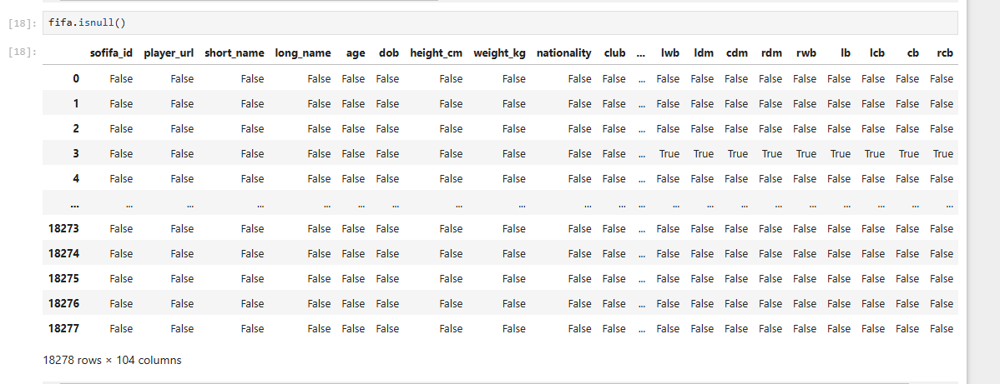 [18]: fifa.isnull()
[18]:
sofifa_id player_url short_name long_name age dob height_cm weight_kg nationality club ... lwb ldm cdm rdm rwb lb lcb cb rcb
0 False False False False False False False False False False ... False False False False False False False False False
1 False False False False False False False False False False ... False False False False False False False False False
2 False False False False False False False False False False ... False False False False False False False False False
3 False False False False False False False False False False ... True True True True True True True True True
4 False False False False False False False False False False ... False False False False False False False False False
... ... ... ... ... ... ... ... ... ... ... ... ... ... ... ... ... ... ... ... ...
18273 False False False False False False False False False False ... False False False False False False False False False
18274 False False False False False False False False False False ... False False False False False False False False False
18275 False False False False False False False False False False ... False False False False False False False False False
18276 False False False False False False False False False False ... False False False False False False False False False
18277 False False False False False False False False False False ... False False False False False False False False False
18278 rows × 104 columns